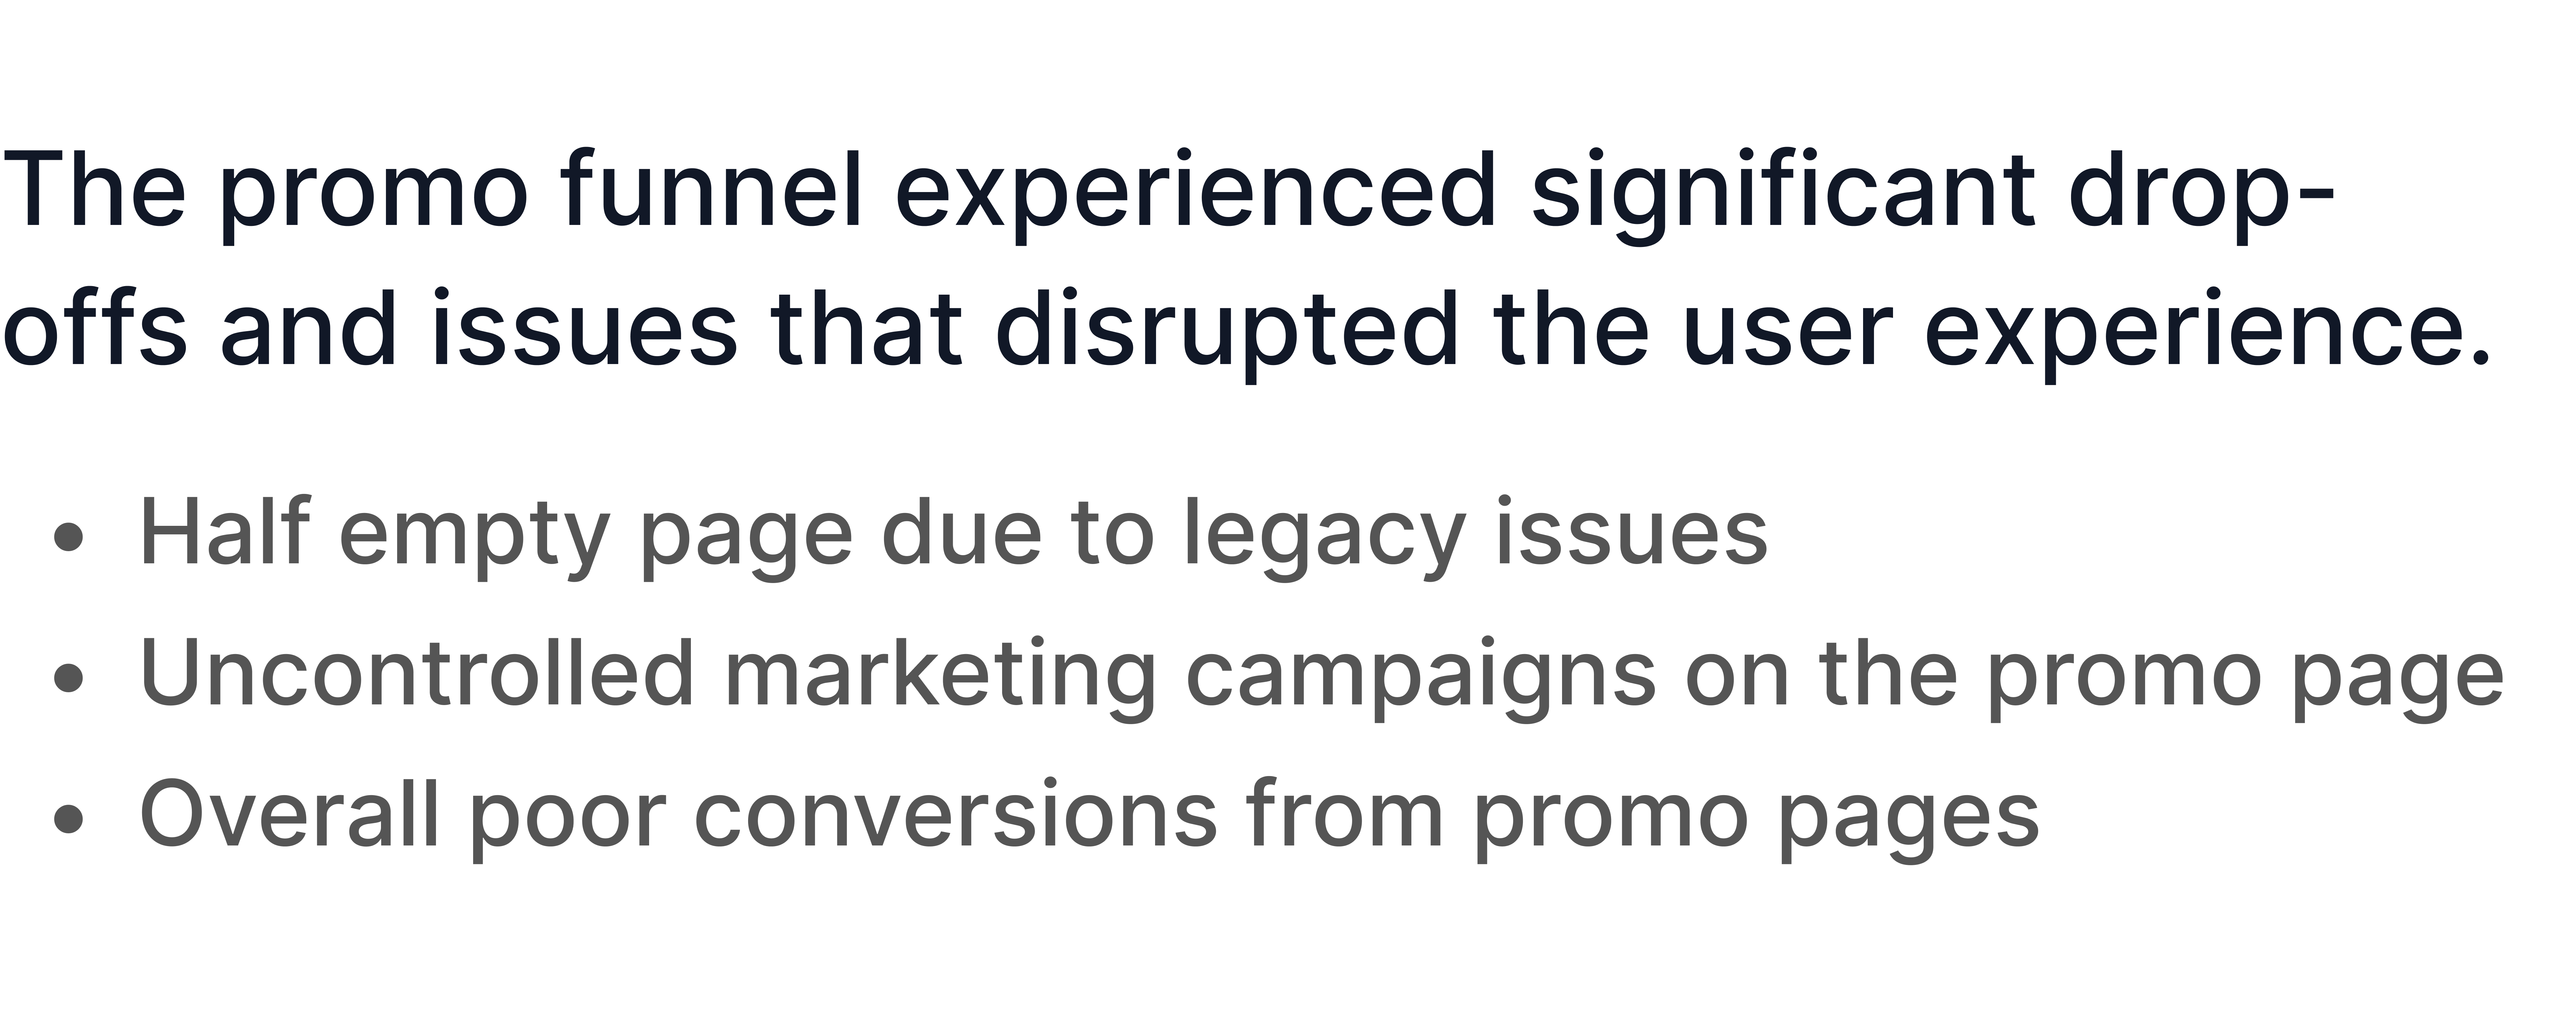 The promo funnel experienced significant drop-
offs and issues that disrupted the user experience.
• Half empty page due to legacy issues
• Uncontrolled marketing campaigns on the promo page
• Overall poor conversions from promo pages